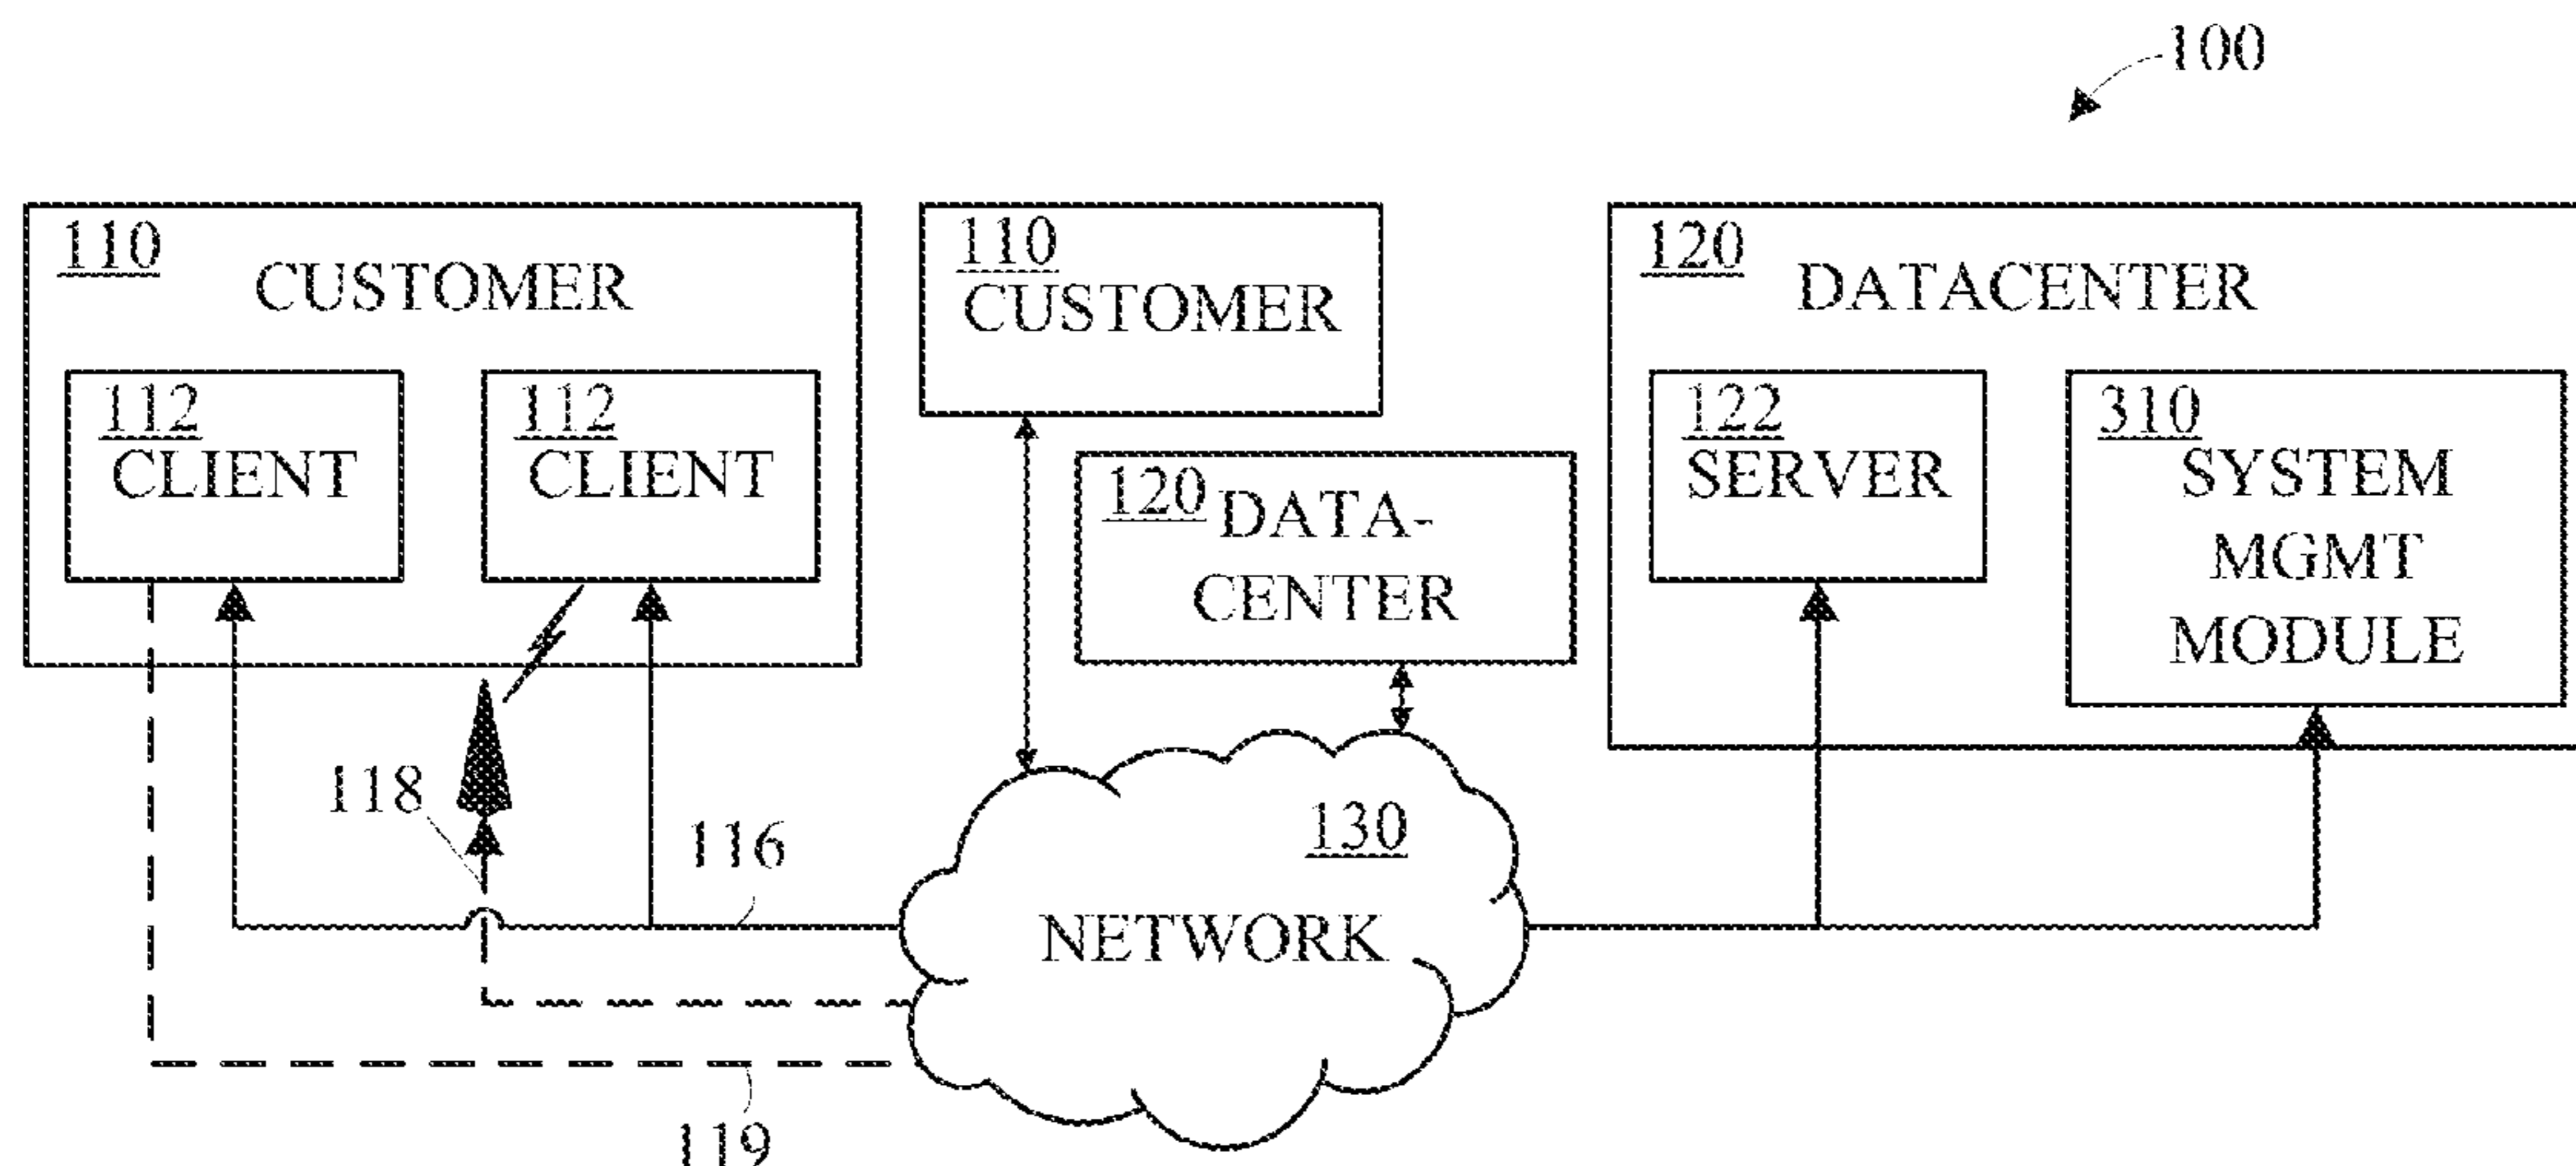 100
110
CUSTOMER
112
CLIENT
112
CLIENT
110
CUSTOMER
120
DATA-
CENTER
120
DATACENTER
122
SERVER
310
SYSTEM
MGMT
MODULE
118
116
130
NETWORK
119